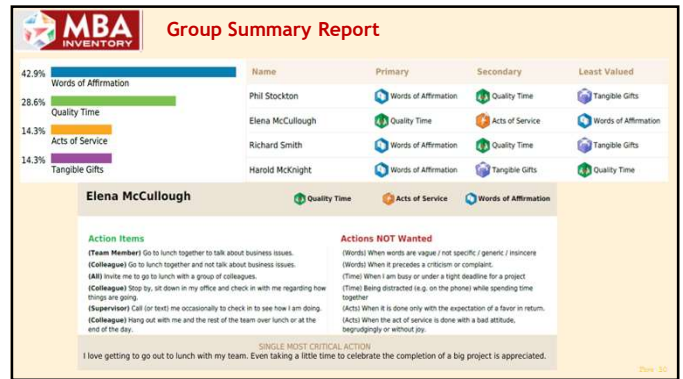 MBA
INVENTORY
Group Summary Report
42.9%
Words of Affirmation
28.6%
Quality Time
14.3%
Acts of Service
14.3%
Tangible Gifts
Name Primary Secondary Least Valued
Phil Stockton Words of Affirmation Quality Time Tangible Gifts
Elena McCullough Quality Time Acts of Service Words of Affirmation
Richard Smith Words of Affirmation Quality Time Tangible Gifts
Harold McKnight Words of Affirmation Tangible Gifts Quality Time
Elena McCullough Quality Time Acts of Service Words of Affirmation
Action Items
(Team Member) Go to lunch together to talk about business issues.
(Colleague) Go to lunch together and not talk about business issues.
(All) Invite me to go to lunch with a group of colleagues.
(Colleague) Stop by, sit down in my office and check in with me regarding how
things are going.
(Supervisor) Call (or text) me occasionally to check in to see how I am doing.
(Colleague) Hang out with me and the rest of the team over lunch or at the
end of the day.
Actions NOT Wanted
(Words) When words are vague / not specific / generic / insincere
(Words) When it precedes a criticism or complaint.
(Time) When I am busy or under a tight deadline for a project
(Time) Being distracted (e.g. on the phone) while spending time
together
(Acts) When it is done only with the expectation of a favor in return.
(Acts) When the act of service is done with a bad attitude,
begrudgingly or without joy.
SINGLE MOST CRITICAL ACTION
I love getting to go out to lunch with my team. Even taking a little time to celebrate the completion of a big project is appreciated.